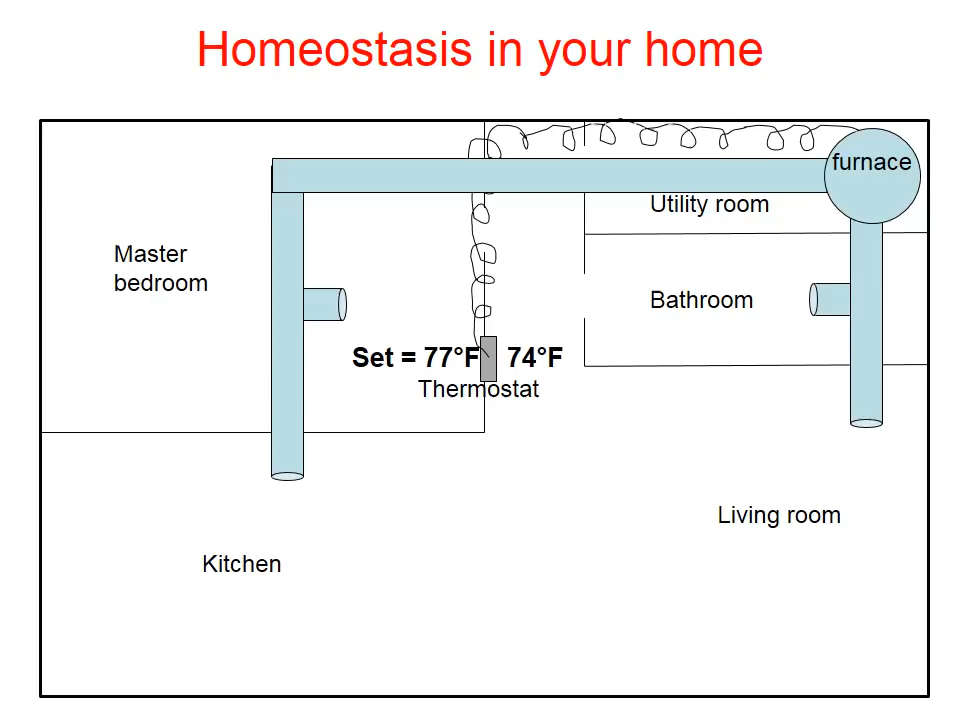 Homeostasis in your home
furnace
Utility room
Master
bedroom
Bathroom
Set = 77°F 74°F
Thermostat
Living room
Kitchen